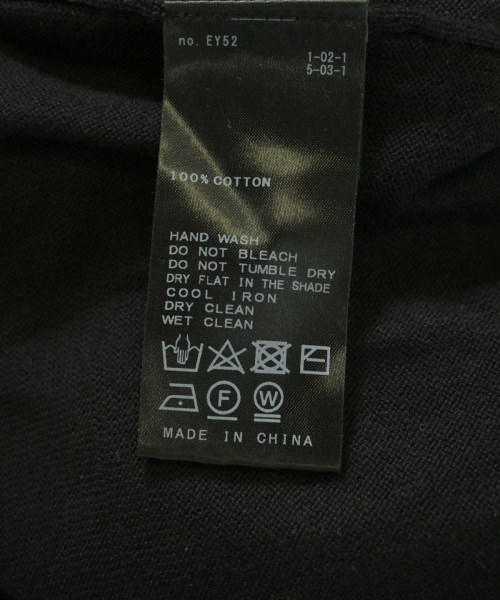 no. EY52
1-02-1
5-03-1
100% COTTON
HAND WASH
DO NOT BLEACH
DO NOT TUMBLE DRY
DRY FLAT IN THE SHADE
COOL IRON
DRY CLEAN
WET CLEAN
F W
MADE IN CHINA